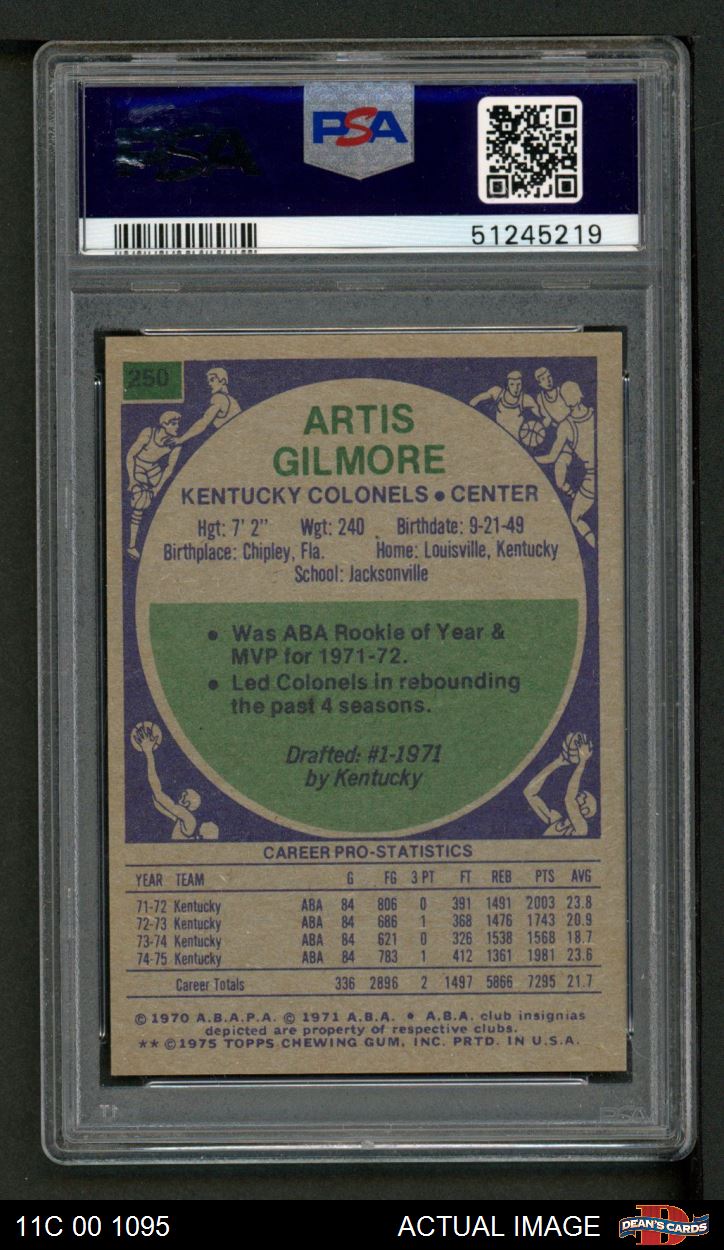 PSA
PSA
51245219
250
ARTIS
GILMORE
KENTUCKY COLONELS • CENTER
Hgt: 7' 2" Wgt: 240 Birthdate: 9-21-49
Birthplace: Chipley, Fla. Home: Louisville, Kentucky
School: Jacksonville
• Was ABA Rookie of Year &
MVP for 1971-72.
• Led Colonels in rebounding
the past 4 seasons.
Drafted: #1-1971
by Kentucky
CAREER PRO-STATISTICS
YEAR TEAM G FG 3 PT FT REB PTS AVG
71-72 Kentucky ABA 84 806 0 391 1491 2003 23.8
72-73 Kentucky ABA 84 686 1 368 1476 1743 20.9
73-74 Kentucky ABA 84 621 0 326 1538 1568 18.7
74-75 Kentucky ABA 84 783 1 412 1361 1981 23.6
Career Totals 336 2896 2 1497 5866 7295 21.7
© 1970 A.B.A.P.A. © 1971 A.B.A. • A.B.A. club insignias
depicted are property of respective clubs.
** © 1975 TOPPS CHEWING GUM, INC. PRTD. IN U.S.A.
PSA
11C 00 1095 ACTUAL IMAGE DEAN'S CARDS